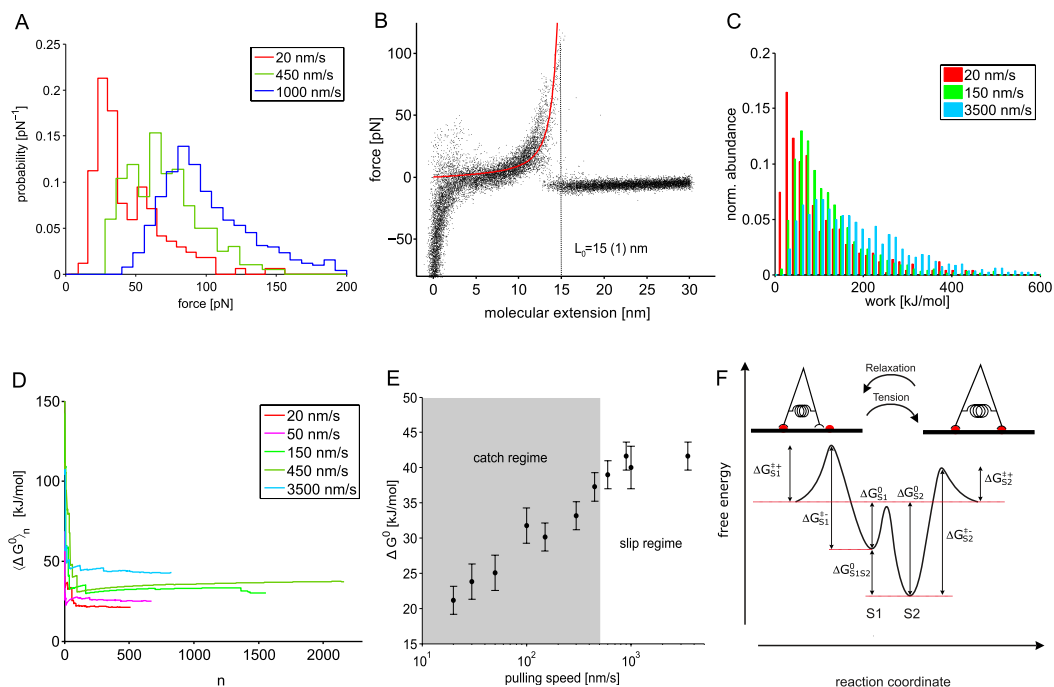 A
0.25
0.2
0.15
0.1
0.05
0
0
50
100
150
200
probability [pN⁻¹]
force [pN]
20 nm/s
450 nm/s
1000 nm/s
B
100
50
0
−50
0
5
10
15
20
25
30
force [pN]
molecular extension [nm]
L₀=15 (1) nm
C
0.2
0.15
0.1
0.05
0
0
200
400
600
norm. abundance
work [kJ/mol]
20 nm/s
150 nm/s
3500 nm/s
D
150
100
50
0
0
500
1000
1500
2000
⟨ΔG⁰⟩ₙ [kJ/mol]
n
20 nm/s
50 nm/s
150 nm/s
450 nm/s
3500 nm/s
E
50
45
40
35
30
25
20
15
10¹
10²
10³
ΔG⁰ [kJ/mol]
pulling speed [nm/s]
catch regime
slip regime
F
Relaxation
Tension
free energy
ΔG‡+S1
ΔG‡-S1
ΔG⁰S1
ΔG⁰S2
ΔG‡+S2
ΔG‡-S2
ΔG⁰S1S2
S1
S2
reaction coordinate